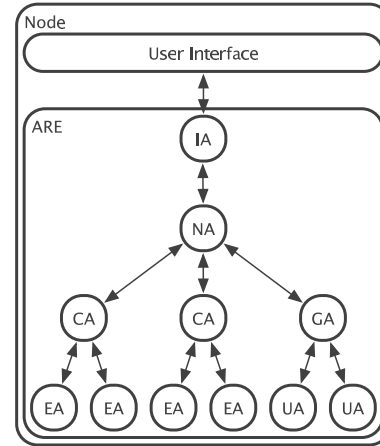 Node
User Interface
ARE
IA
NA
CA CA GA
EA EA EA EA UA UA